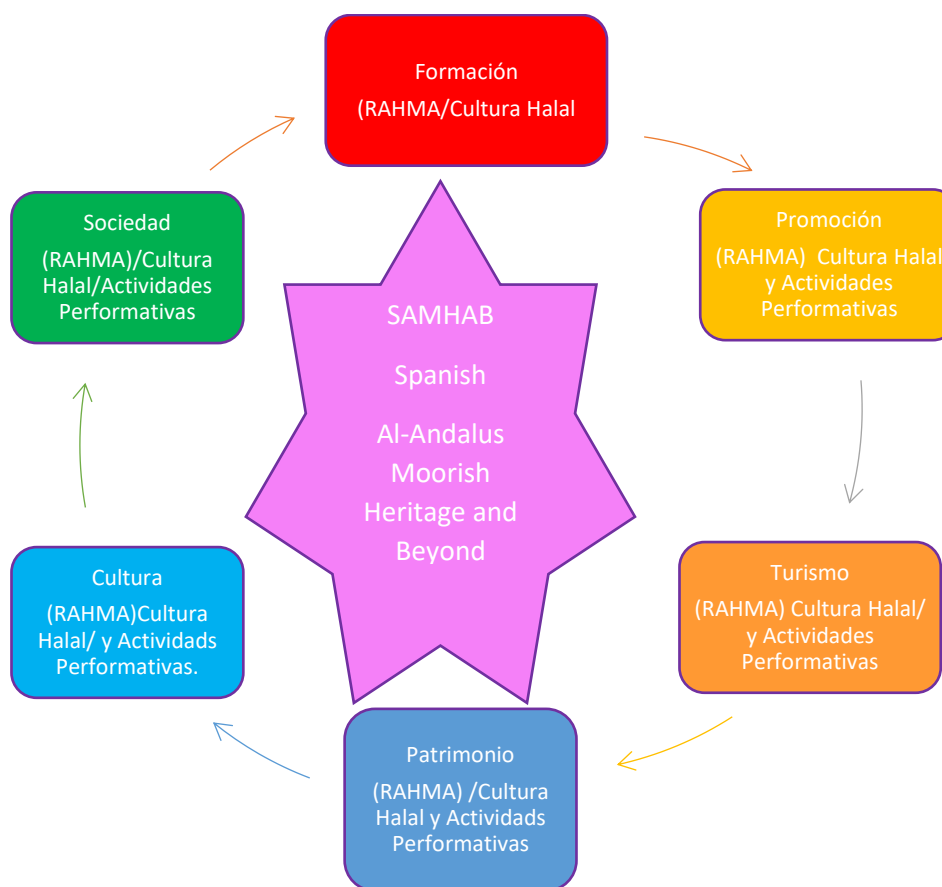 Formación
(RAHMA/Cultura Halal
Promoción
(RAHMA) Cultura Halal
y Actividades
Performativas
Turismo
(RAHMA) Cultura Halal/
y Actividades
Performativas
Patrimonio
(RAHMA) /Cultura
Halal y Actividads
Performativas
Cultura
(RAHMA)Cultura
Halal/ y Actividads
Performativas.
Sociedad
(RAHMA)/Cultura
Halal/Actividades
Performativas
SAMHAB
Spanish
Al-Andalus
Moorish
Heritage and
Beyond